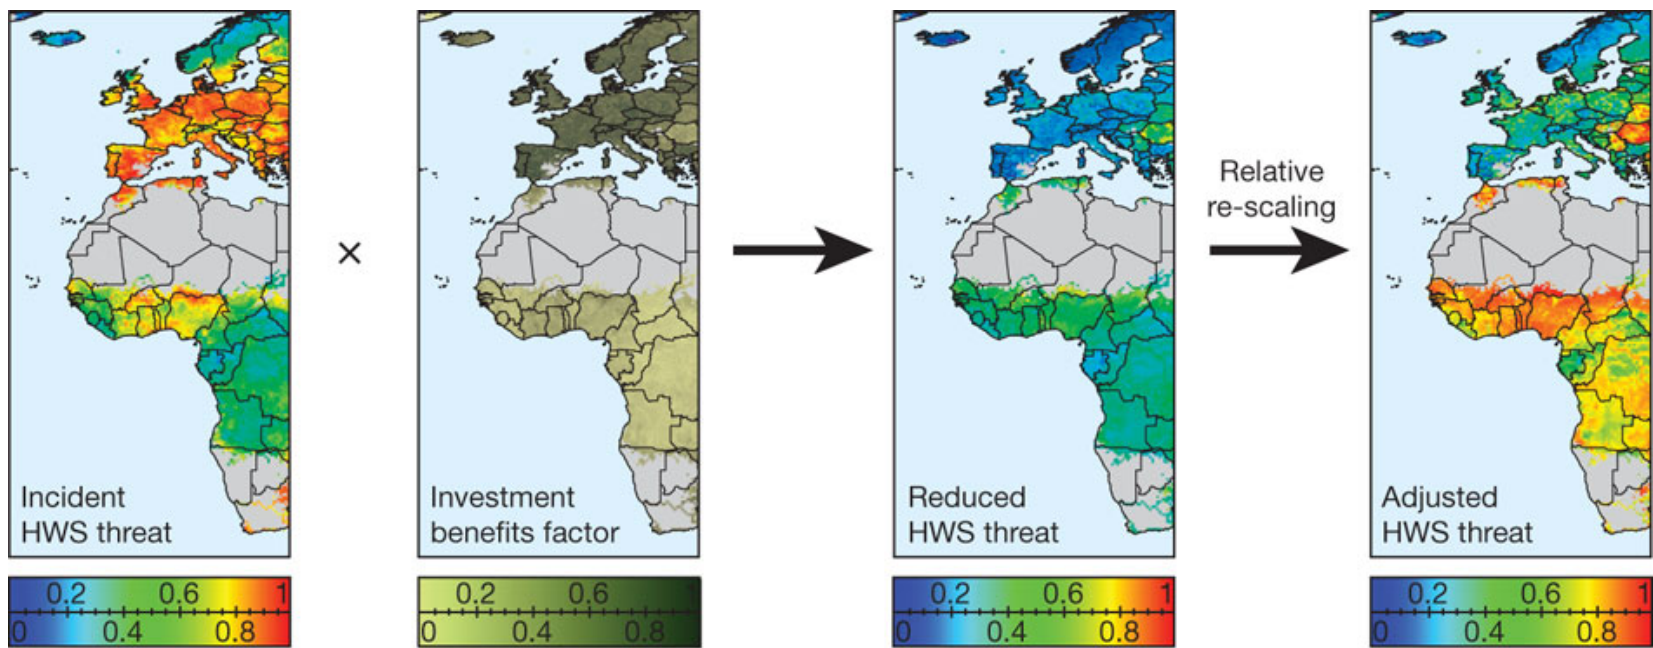 Incident
HWS threat
×
Investment
benefits factor
Reduced
HWS threat
Relative
re-scaling
Adjusted
HWS threat
0.2 0.6 1
0 0.4 0.8
0.2 0.6 1
0 0.4 0.8
0.2 0.6 1
0 0.4 0.8
0.2 0.6 1
0 0.4 0.8